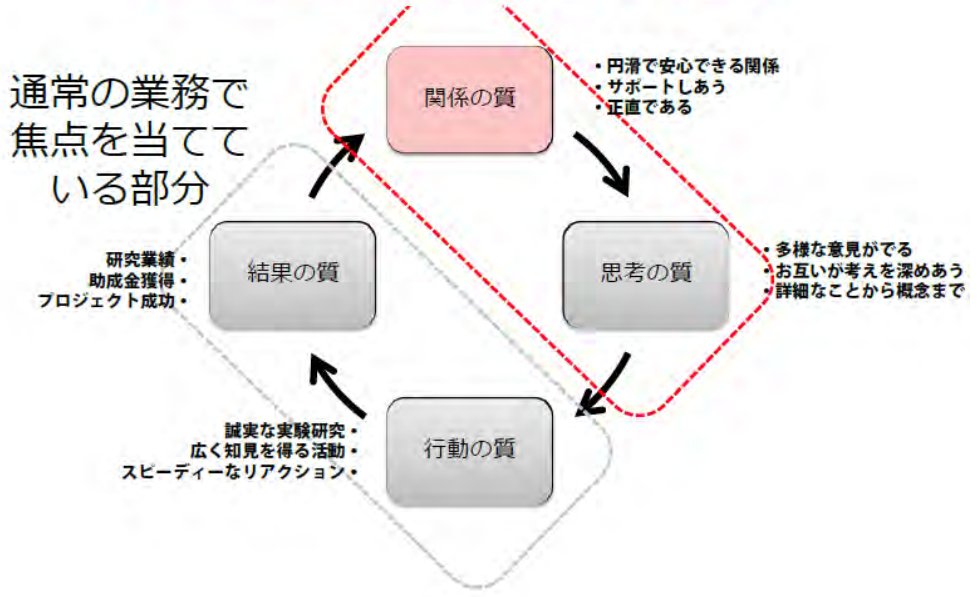 通常の業務で
焦点を当てて
いる部分
関係の質
• 円滑で安心できる関係
• サポートしあう
• 正直である
思考の質
• 多様な意見がでる
• お互いが考えを深めあう
• 詳細なことから概念まで
行動の質
誠実な実験研究 •
広く知見を得る活動 •
スピーディーなリアクション •
結果の質
研究業績 •
助成金獲得 •
プロジェクト成功 •